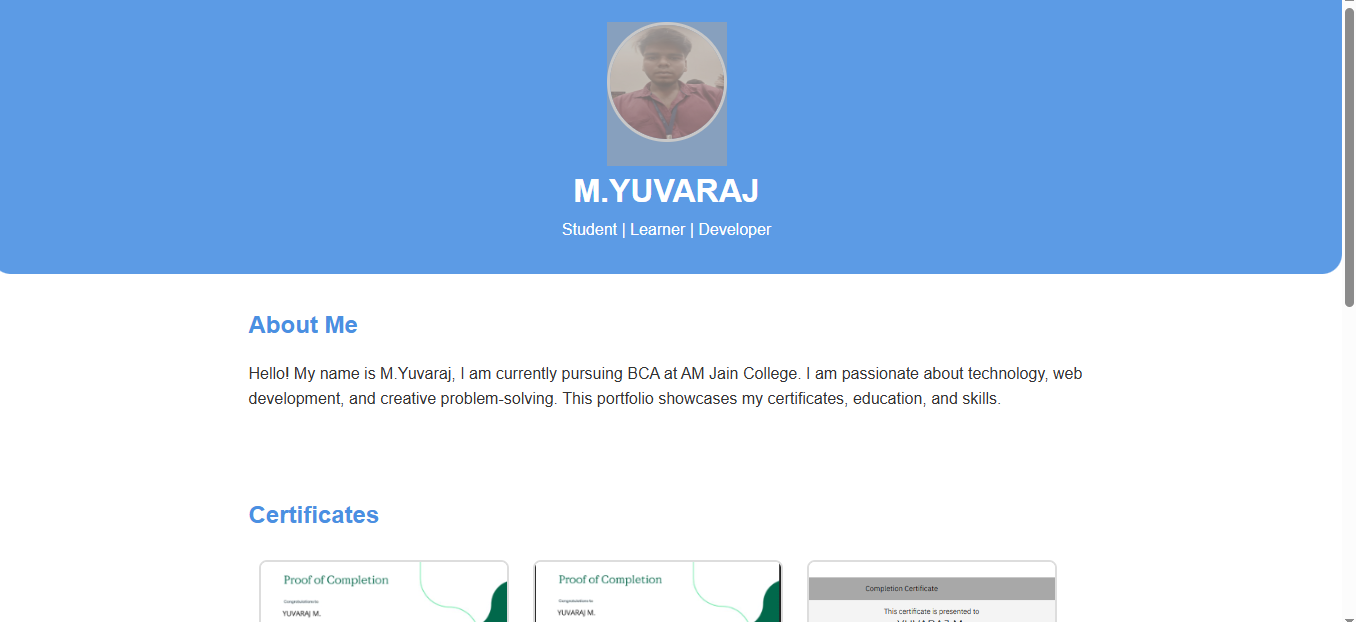 M.YUVARAJ
Student | Learner | Developer
About Me
Hello! My name is M.Yuvaraj, I am currently pursuing BCA at AM Jain College. I am passionate about technology, web
development, and creative problem-solving. This portfolio showcases my certificates, education, and skills.
Certificates
Proof of Completion
Congratulations to
YUVARAJ M.
Proof of Completion
Congratulations to
YUVARAJ M.
Completion Certificate
This certificate is presented to